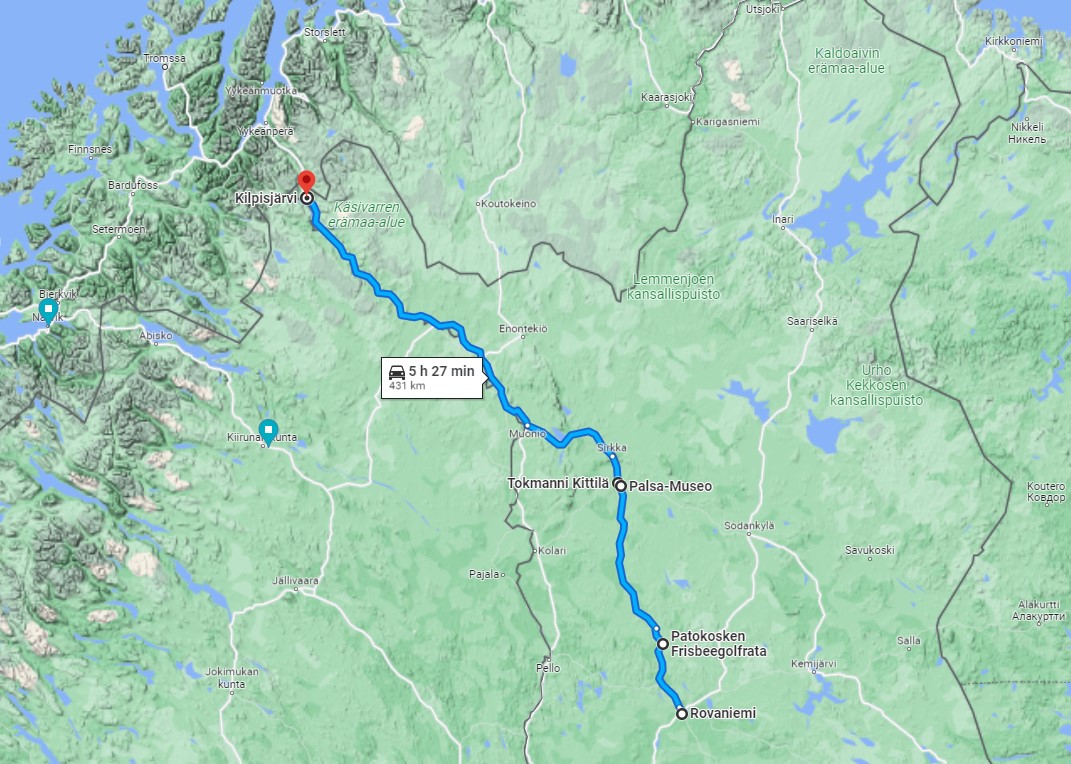 Utsjoki
Storslett
Kirkkoniemi
Kaldoaivin
erämaa-alue
Tromssa
Yykeänmuotka
Kaarasjoki
Karigasniemi
Yykeänperä
Nikkeli
Никель
Finnsnes
Bardufoss
Kilpisjärvi
Käsivarren
erämaa-alue
Koutokeino
Inari
Setermoen
Lemmenjoen
kansallispuisto
Bjerkvik
Saariselkä
Enontekiö
Abisko
5 h 27 min
431 km
Urho
Kekkosen
kansallispuisto
Muonio
Kiirunan kunta
Sirkka
Tokmanni Kittilä
Palsa-Museo
Koutero
Ковдор
Sodankylä
Kolari
Savukoski
Pajala
Jällivaara
Alakurtti
Алакуртти
Patokosken
Frisbeegolfrata
Salla
Pello
Kemijärvi
Jokimukan
kunta
Rovaniemi